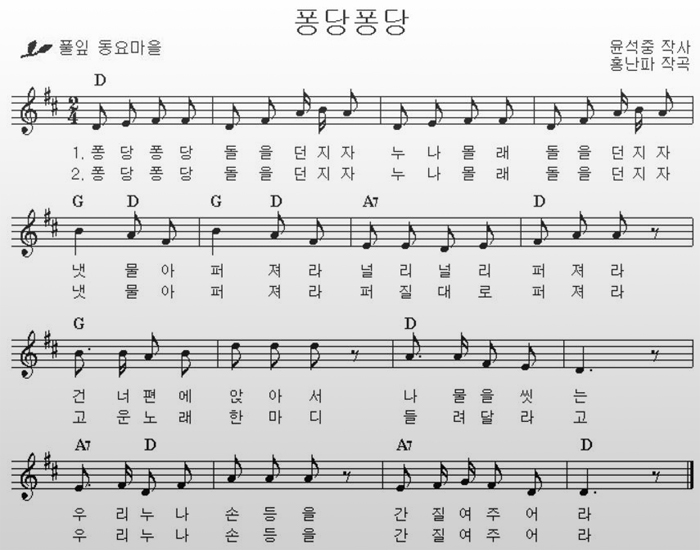 퐁당퐁당
풀잎 동요마을
윤석중 작사
홍난파 작곡
D
2/4
1. 퐁 당 퐁 당 돌 을 던 지 자 누 나 몰 래 돌 을 던 지 자
2. 퐁 당 퐁 당 돌 을 던 지 자 누 나 몰 래 돌 을 던 지 자
G D G D A7 D
냇 물 아 퍼 져 라 널 리 널 리 퍼 져 라
냇 물 아 퍼 져 라 퍼 질 대 로 퍼 져 라
G D
건 너 편 에 앉 아 서 나 물 을 씻 는
고 운 노 래 한 마 디 들 려 달 라 고
A7 D A7 D
우 리 누 나 손 등 을 간 질 여 주 어 라
우 리 누 나 손 등 을 간 질 여 주 어 라